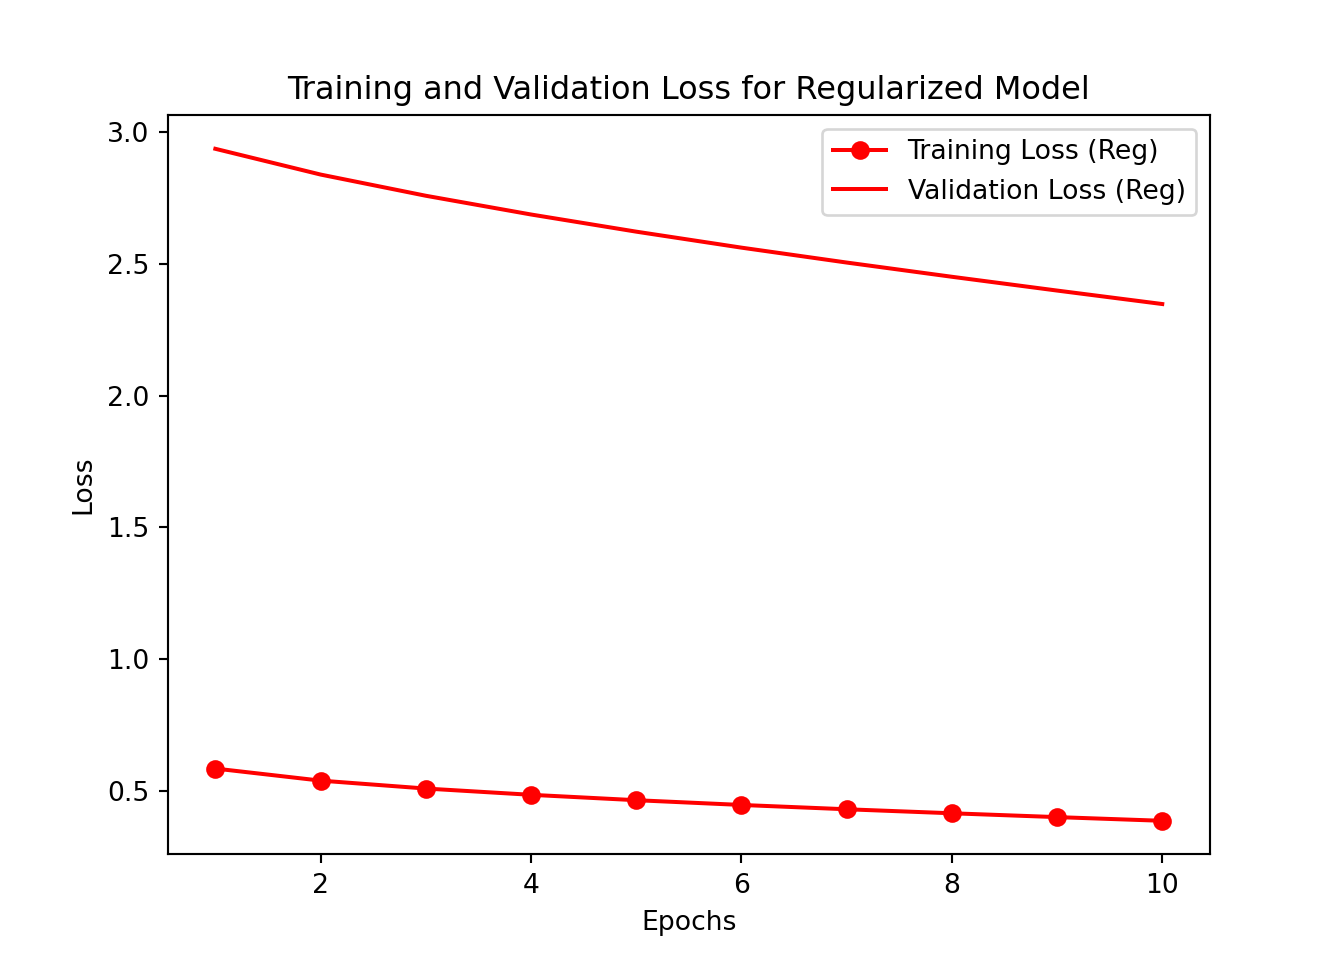 Training and Validation Loss for Regularized Model
Training Loss (Reg)
Validation Loss (Reg)
3.0
2.5
2.0
1.5
1.0
0.5
Loss
2 4 6 8 10
Epochs